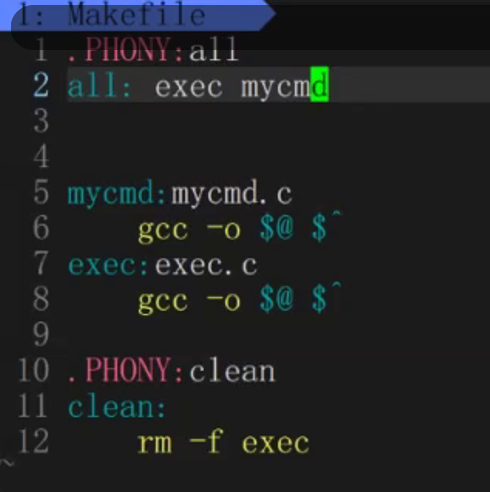 1: Makefile
1 .PHONY:all
2 all: exec mycmd
3
4
5 mycmd:mycmd.c
6     gcc -o $@ $^
7 exec:exec.c
8     gcc -o $@ $^
9
10 .PHONY:clean
11 clean:
12     rm -f exec
~